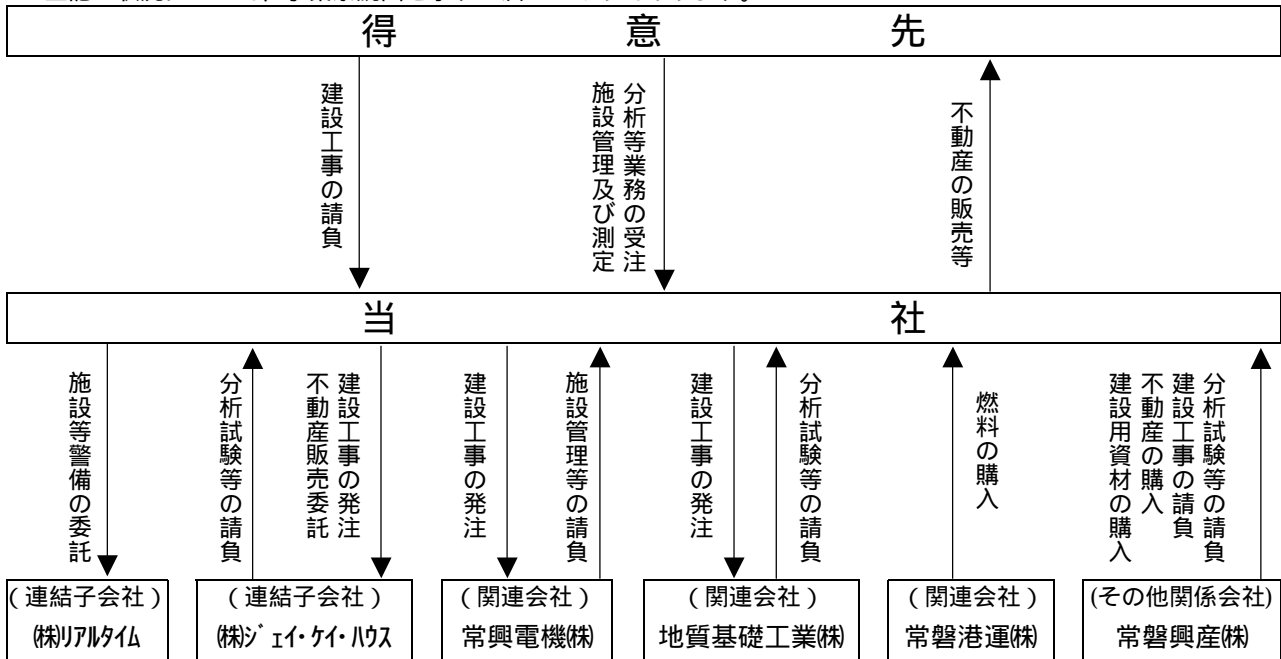 得意先
建設工事の請負
分析等業務の受注
施設管理及び測定
不動産の販売等
当社
施設等警備の委託
分析試験等の請負
建設工事の発注
不動産販売委託
建設工事の発注
施設管理等の請負
建設工事の発注
分析試験等の請負
燃料の購入
分析試験等の請負
建設工事の請負
不動産の購入
建設用資材の購入
(連結子会社)
㈱リアルタイム
(連結子会社)
㈱ジェイ・ケイ・ハウス
(関連会社)
常興電機㈱
(関連会社)
地質基礎工業㈱
(関連会社)
常磐港運㈱
(その他関係会社)
常磐興産㈱